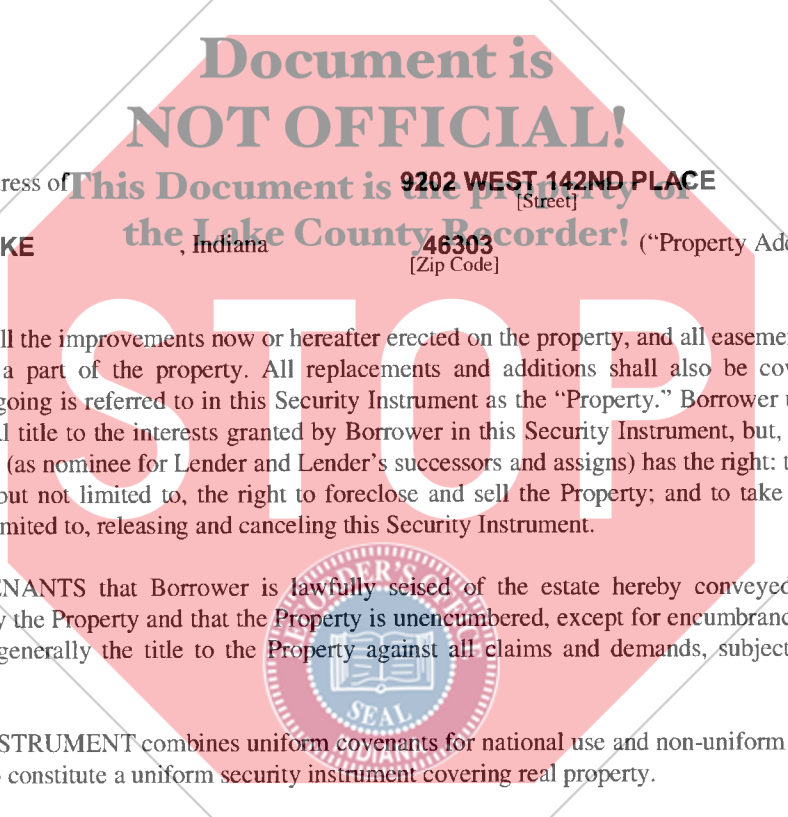 Document is
NOT OFFICIAL!
This Document is the property of
the Lake County Recorder!
ress of 9202 WEST 142ND PLACE
[Street]
KE , Indiana 46303 (“Property Add
[Zip Code]
STOP
ll the improvements now or hereafter erected on the property, and all easemen
a part of the property. All replacements and additions shall also be cov
going is referred to in this Security Instrument as the “Property.” Borrower u
l title to the interests granted by Borrower in this Security Instrument, but,
(as nominee for Lender and Lender’s successors and assigns) has the right: t
but not limited to, the right to foreclose and sell the Property; and to take
mited to, releasing and canceling this Security Instrument.
ENANTS that Borrower is lawfully seised of the estate hereby conveyed
y the Property and that the Property is unencumbered, except for encumbranc
generally the title to the Property against all claims and demands, subject
RECORDER'S OFFICE
SEAL
INDIANA
STRUMENT combines uniform covenants for national use and non-uniform
constitute a uniform security instrument covering real property.